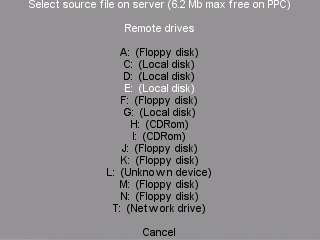 Select source file on server (6.2 Mb max free on PPC)
Remote drives
A: (Floppy disk)
C: (Local disk)
D: (Local disk)
E: (Local disk)
F: (Floppy disk)
G: (Local disk)
H: (CDRom)
I: (CDRom)
J: (Floppy disk)
K: (Floppy disk)
L: (Unknown device)
M: (Floppy disk)
N: (Floppy disk)
T: (Network drive)
Cancel